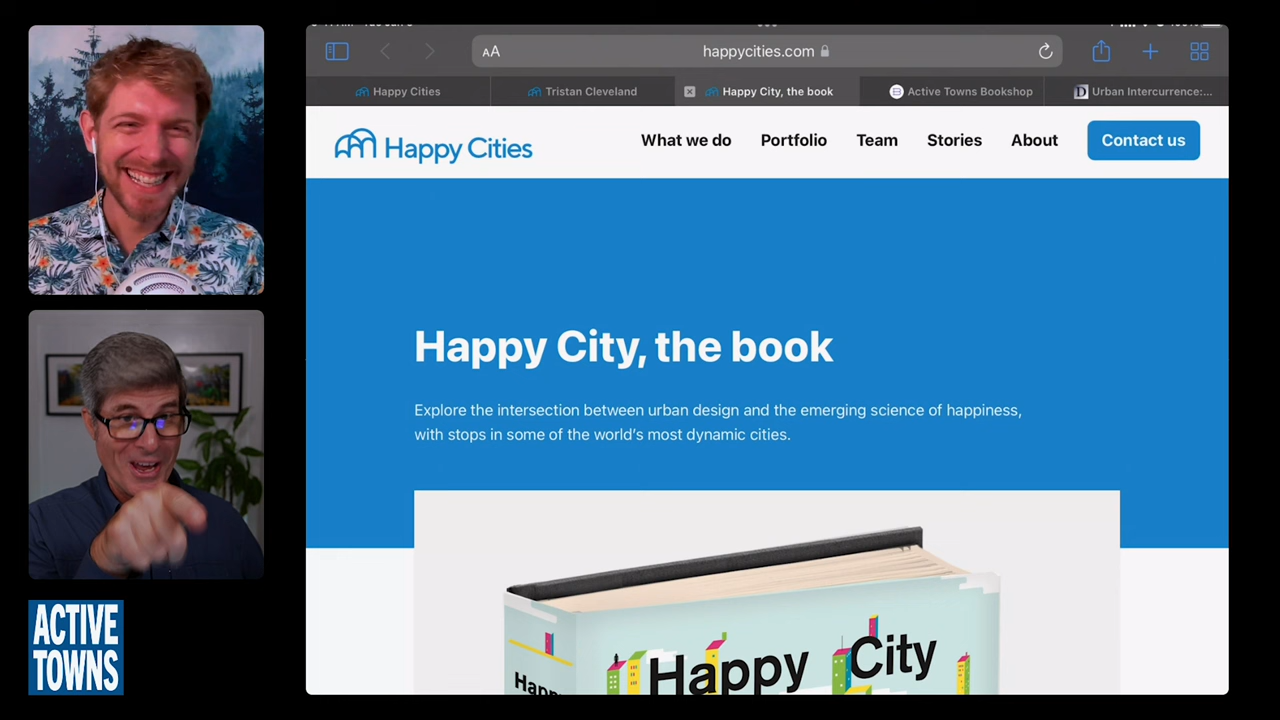 AA
happycities.com
Happy Cities
Tristan Cleveland
Happy City, the book
Active Towns Bookshop
Urban Intercurrence:...
Happy Cities
What we do
Portfolio
Team
Stories
About
Contact us
Happy City, the book
Explore the intersection between urban design and the emerging science of happiness,
with stops in some of the world’s most dynamic cities.
Happy City
ACTIVE
TOWNS